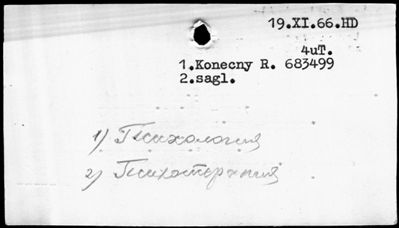 19.XI.66.HD
4uT.
1.Konecny R. 683499
2.sagl.
1) Психология
2) Психотерапия